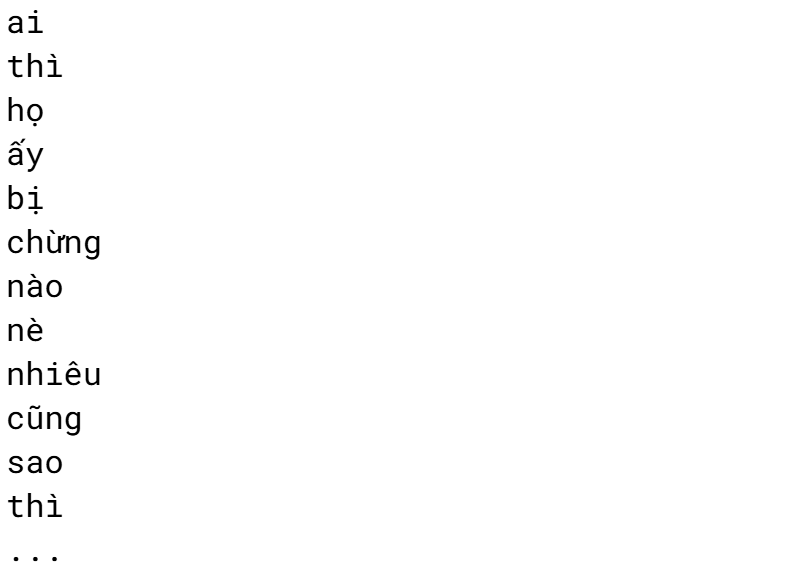 ai
thì
họ
ấy
bị
chừng
nào
nè
nhiêu
cũng
sao
thì
...